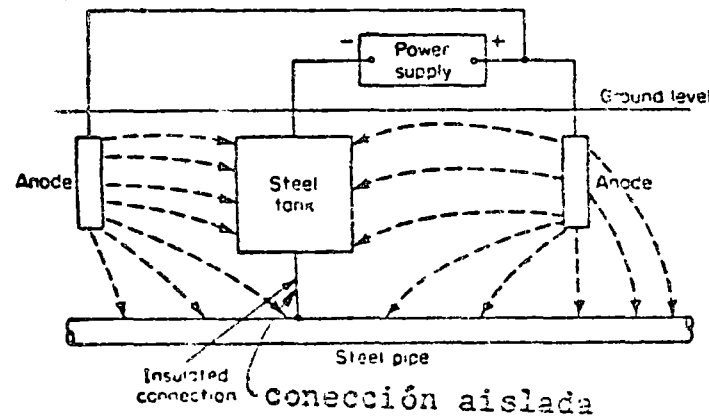 − Power +
supply
Ground level
Anode
Steel
tank
Anode
Steel pipe
Insulated
connection
conección aislada